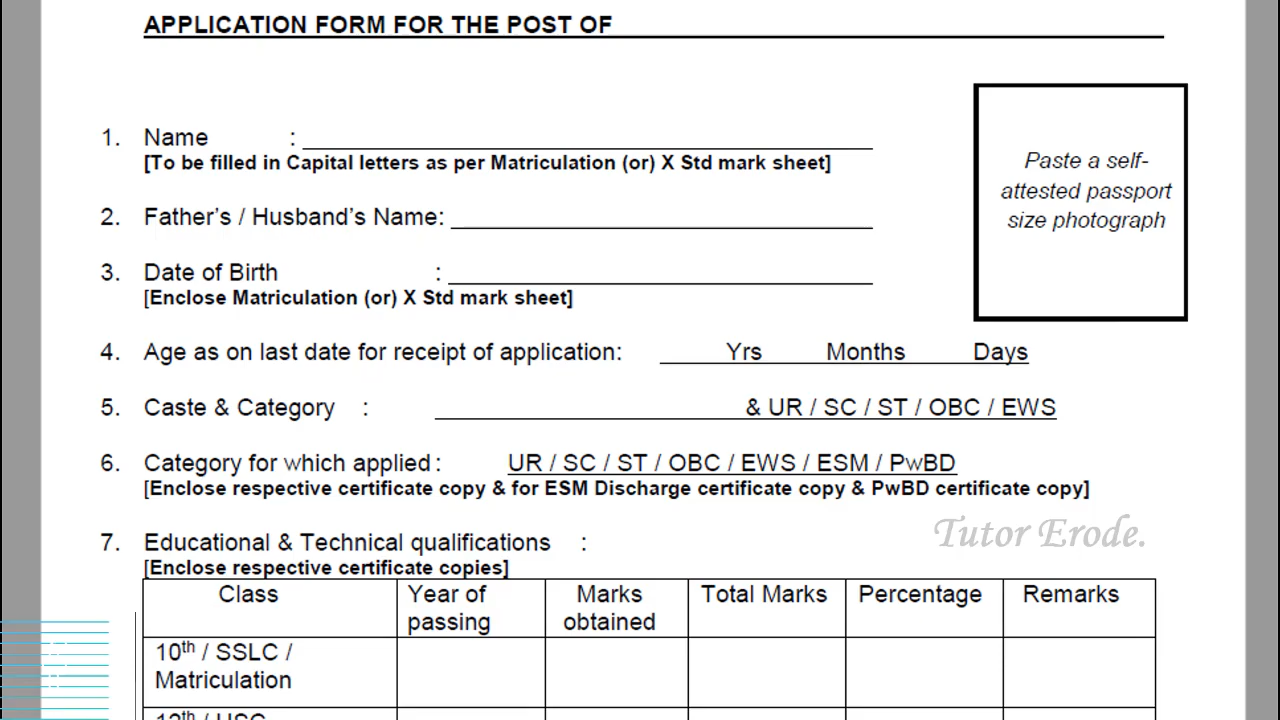 APPLICATION FORM FOR THE POST OF
1. Name :
[To be filled in Capital letters as per Matriculation (or) X Std mark sheet]
Paste a self-
attested passport
size photograph
2. Father's / Husband's Name:
3. Date of Birth :
[Enclose Matriculation (or) X Std mark sheet]
4. Age as on last date for receipt of application: Yrs Months Days
5. Caste & Category : & UR / SC / ST / OBC / EWS
6. Category for which applied : UR / SC / ST / OBC / EWS / ESM / PwBD
[Enclose respective certificate copy & for ESM Discharge certificate copy & PwBD certificate copy]
Tutor Erode.
7. Educational & Technical qualifications :
[Enclose respective certificate copies]
Class
Year of
passing
Marks
obtained
Total Marks
Percentage
Remarks
10th / SSLC /
Matriculation
12th / HSC